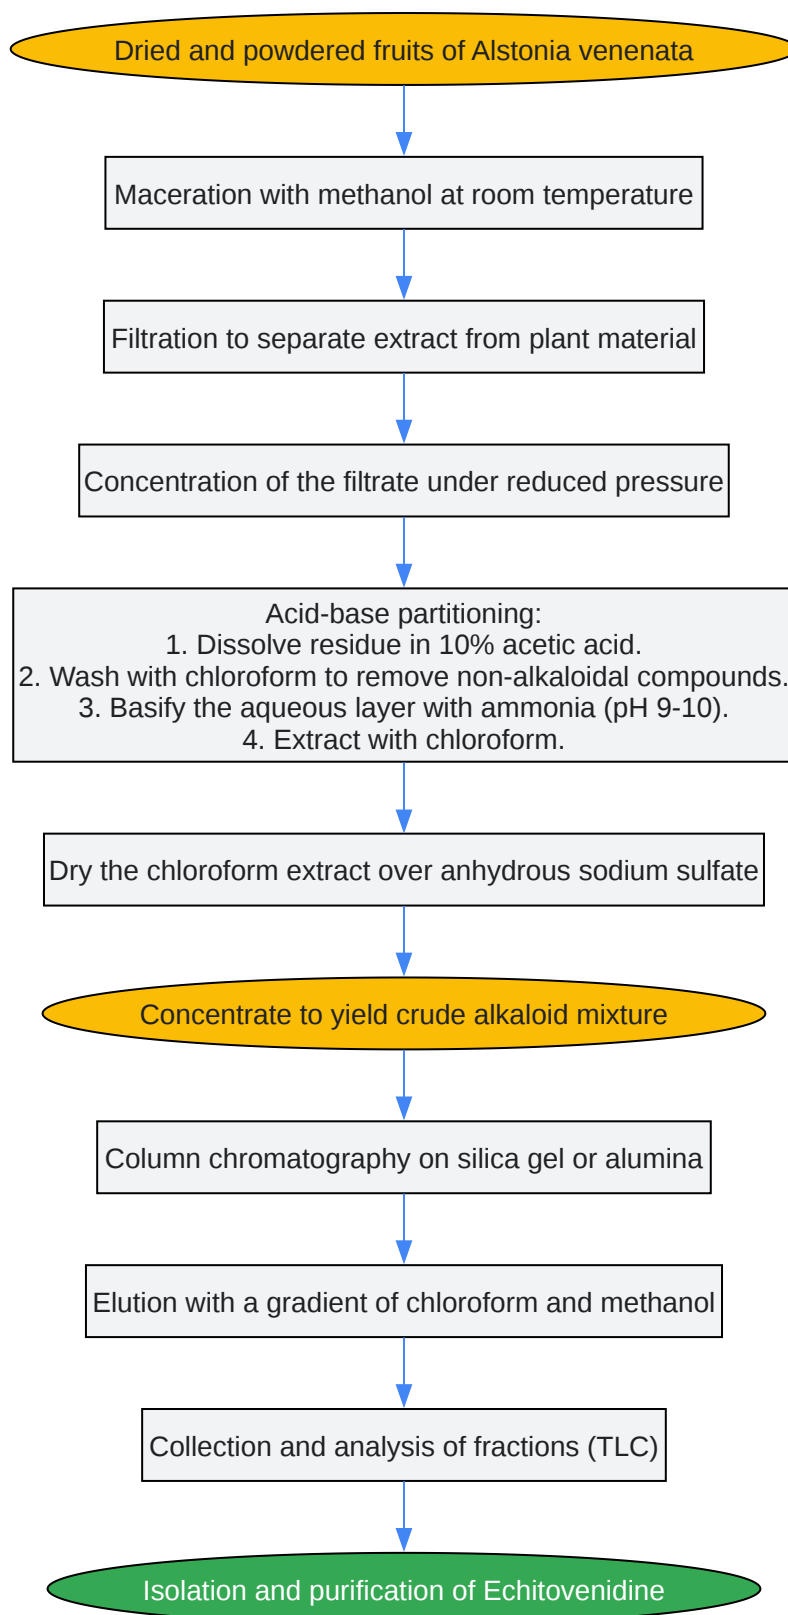 Dried and powdered fruits of Alstonia venenata
Maceration with methanol at room temperature
Filtration to separate extract from plant material
Concentration of the filtrate under reduced pressure
Acid-base partitioning:
1. Dissolve residue in 10% acetic acid.
2. Wash with chloroform to remove non-alkaloidal compounds.
3. Basify the aqueous layer with ammonia (pH 9-10).
4. Extract with chloroform.
Dry the chloroform extract over anhydrous sodium sulfate
Concentrate to yield crude alkaloid mixture
Column chromatography on silica gel or alumina
Elution with a gradient of chloroform and methanol
Collection and analysis of fractions (TLC)
Isolation and purification of Echitovenidine